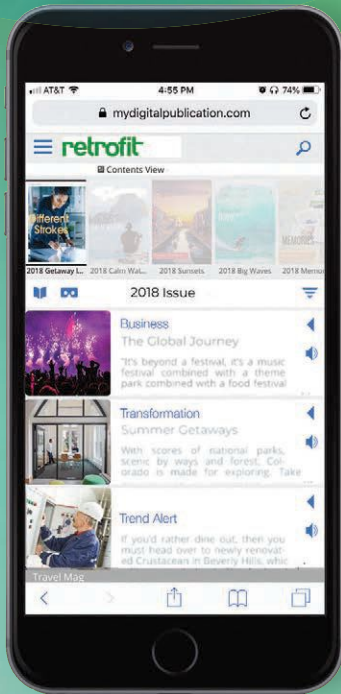 AT&T 4:55 PM 74%
mydigitalpublication.com
retrofit
Contents View
Different
Strokes
MEMORIES
2018 Getaway I... 2018 Calm Wat... 2018 Sunsets 2018 Big Waves 2018 Memor
2018 Issue
Business
The Global Journey
"It's beyond a festival, it's a music
festival combined with a theme
park combined with a food festival
Transformation
Summer Getaways
With scores of national parks,
scenic by ways and forest, Col-
orado is made for exploring. Take
Trend Alert
If you'd rather dine out, then you
must head over to newly renovat-
ed Crustacean in Beverly Hills, whic
Travel Mag